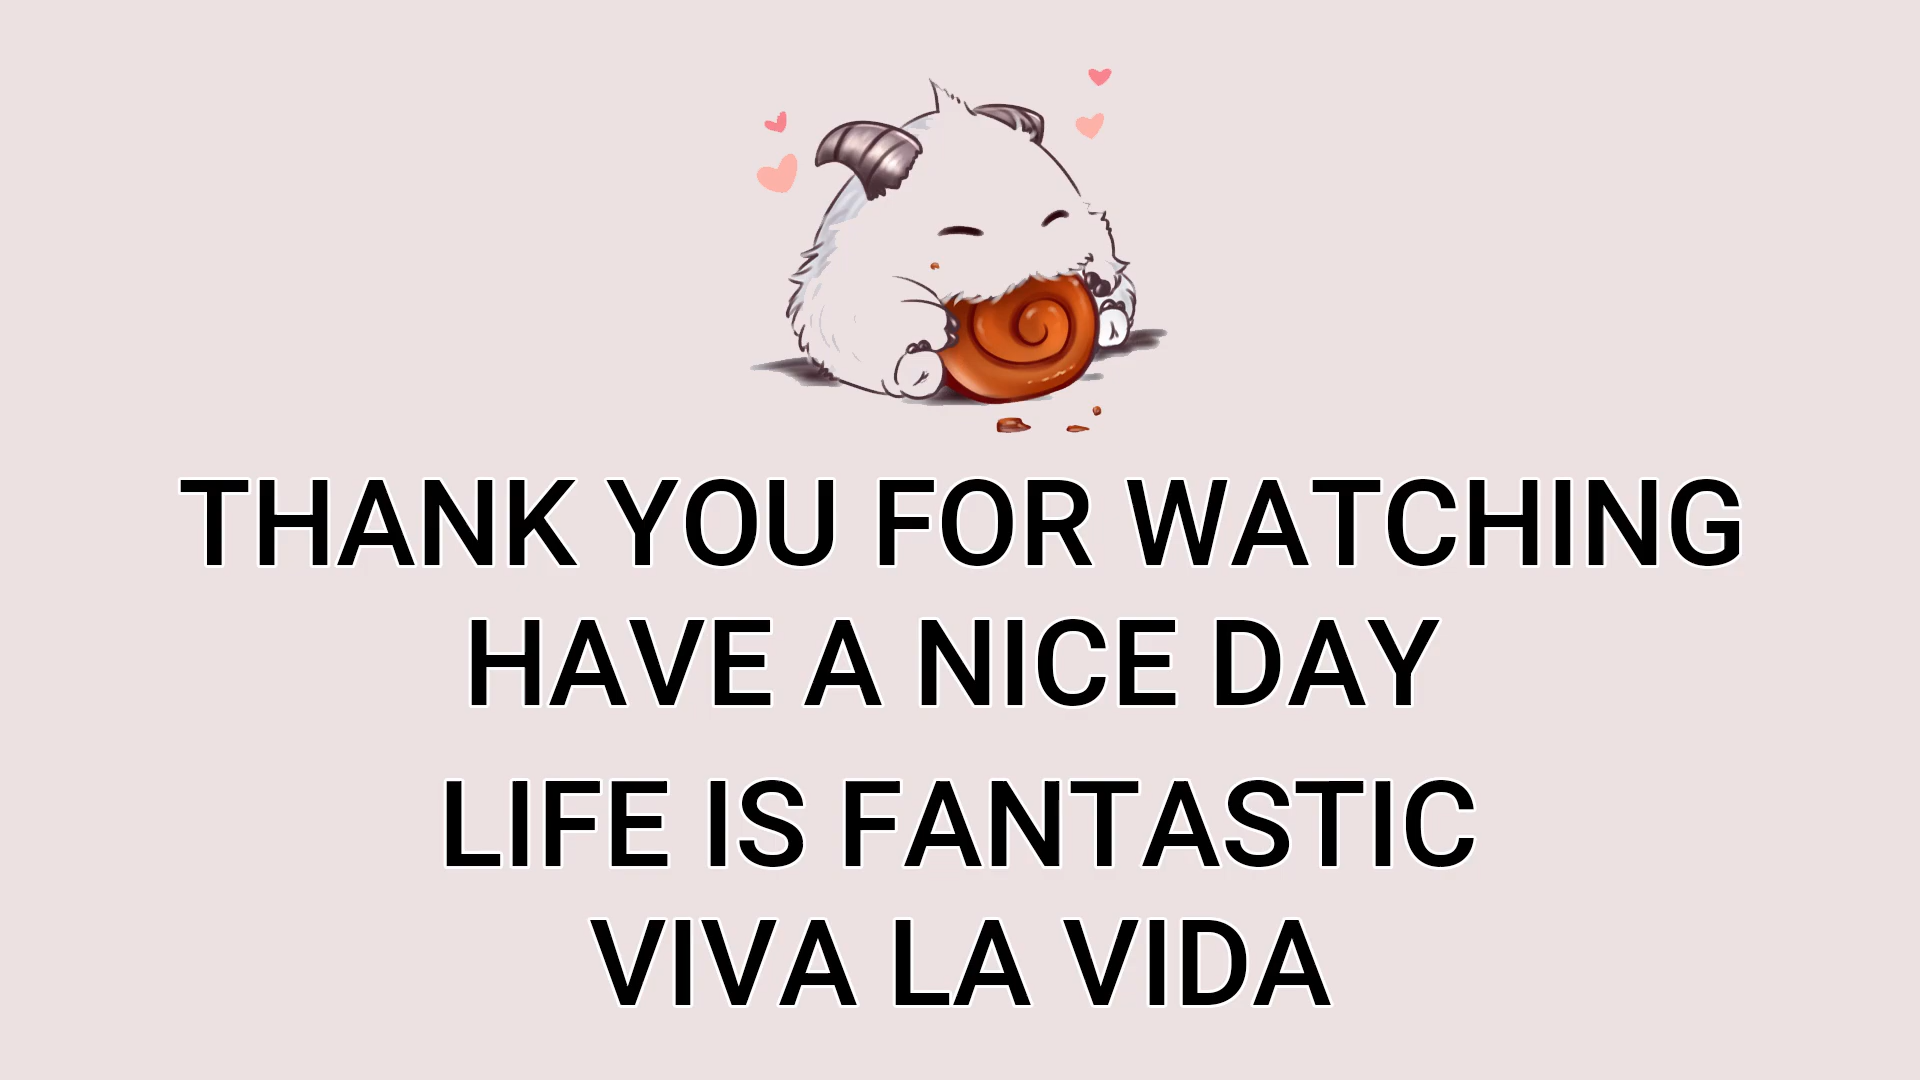 THANK YOU FOR WATCHING
HAVE A NICE DAY
LIFE IS FANTASTIC
VIVA LA VIDA